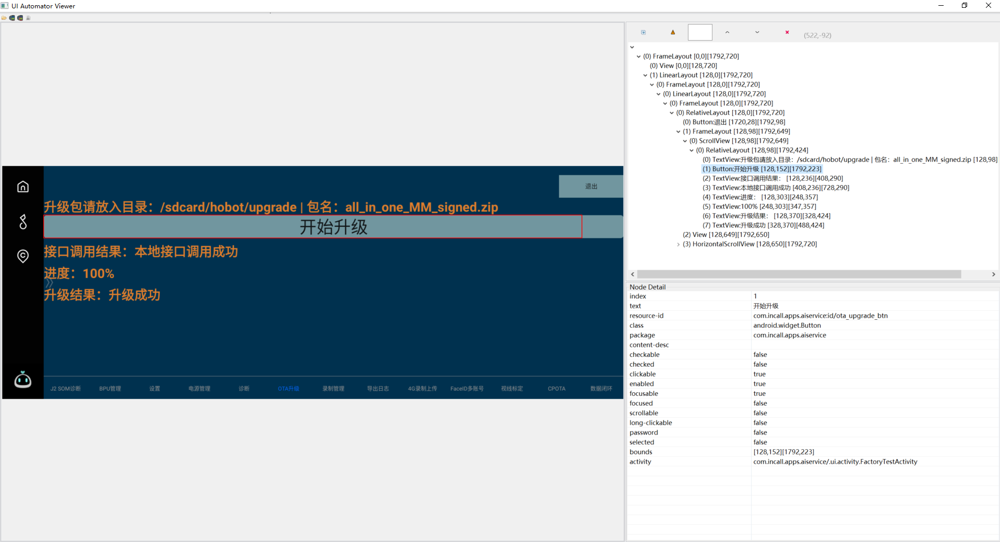 UI Automator Viewer
(522,-92)
退出
升级包请放入目录：/sdcard/hobot/upgrade | 包名：all_in_one_MM_signed.zip
开始升级
接口调用结果：本地接口调用成功
进度：100%
升级结果：升级成功
J2 SOM诊断 BPU管理 设置 电源管理 诊断 OTA升级 录制管理 导出日志 4G录制上传 FaceID多账号 视线标定 CPOTA 数据闭环
(0) FrameLayout [0,0][1792,720]
(0) View [0,0][128,720]
(1) LinearLayout [128,0][1792,720]
(0) FrameLayout [128,0][1792,720]
(0) LinearLayout [128,0][1792,720]
(0) FrameLayout [128,0][1792,720]
(0) RelativeLayout [128,0][1792,720]
(0) Button:退出 [1720,28][1792,98]
(1) FrameLayout [128,98][1792,649]
(0) ScrollView [128,98][1792,649]
(0) RelativeLayout [128,98][1792,424]
(0) TextView:升级包请放入目录：/sdcard/hobot/upgrade | 包名：all_in_one_MM_signed.zip [128,98]
(1) Button:开始升级 [128,152][1792,223]
(2) TextView:接口调用结果： [128,236][408,290]
(3) TextView:本地接口调用成功 [408,236][728,290]
(4) TextView:进度： [128,303][248,357]
(5) TextView:100% [248,303][347,357]
(6) TextView:升级结果： [128,370][328,424]
(7) TextView:升级成功 [328,370][488,424]
(2) View [128,649][1792,650]
(3) HorizontalScrollView [128,650][1792,720]
Node Detail
index 1
text 开始升级
resource-id com.incall.apps.aiservice:id/ota_upgrade_btn
class android.widget.Button
package com.incall.apps.aiservice
content-desc
checkable false
checked false
clickable true
enabled true
focusable true
focused false
scrollable false
long-clickable false
password false
selected false
bounds [128,152][1792,223]
activity com.incall.apps.aiservice/.ui.activity.FactoryTestActivity